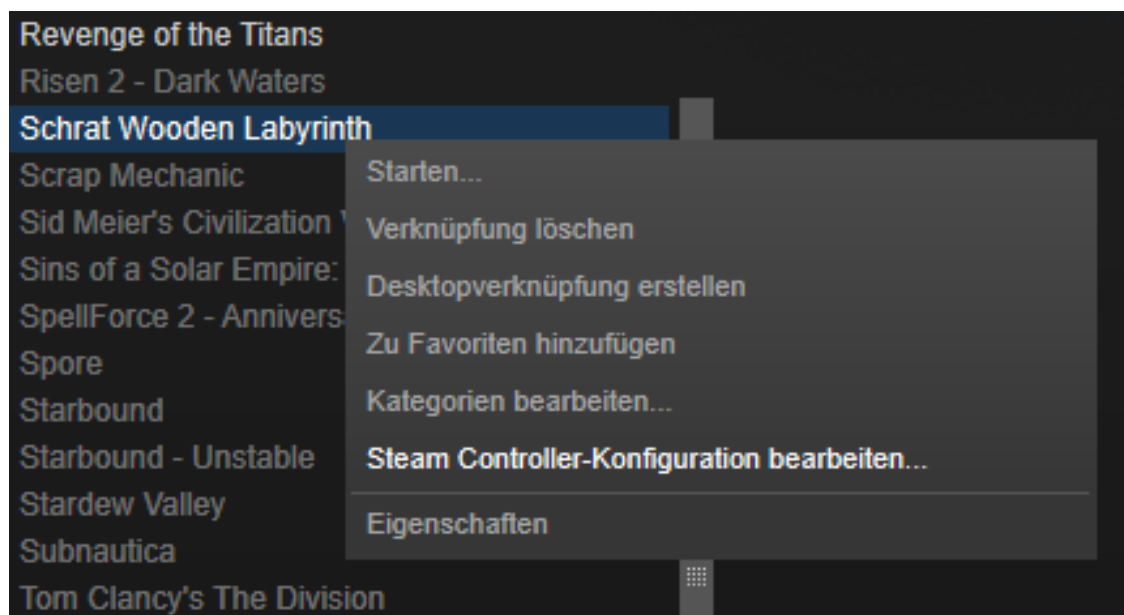 Revenge of the Titans
Risen 2 - Dark Waters
Schrat Wooden Labyrinth
Scrap Mechanic
Sid Meier's Civilization
Sins of a Solar Empire:
SpellForce 2 - Annivers
Spore
Starbound
Starbound - Unstable
Stardew Valley
Subnautica
Tom Clancy's The Division
Starten...
Verknüpfung löschen
Desktopverknüpfung erstellen
Zu Favoriten hinzufügen
Kategorien bearbeiten...
Steam Controller-Konfiguration bearbeiten...
Eigenschaften